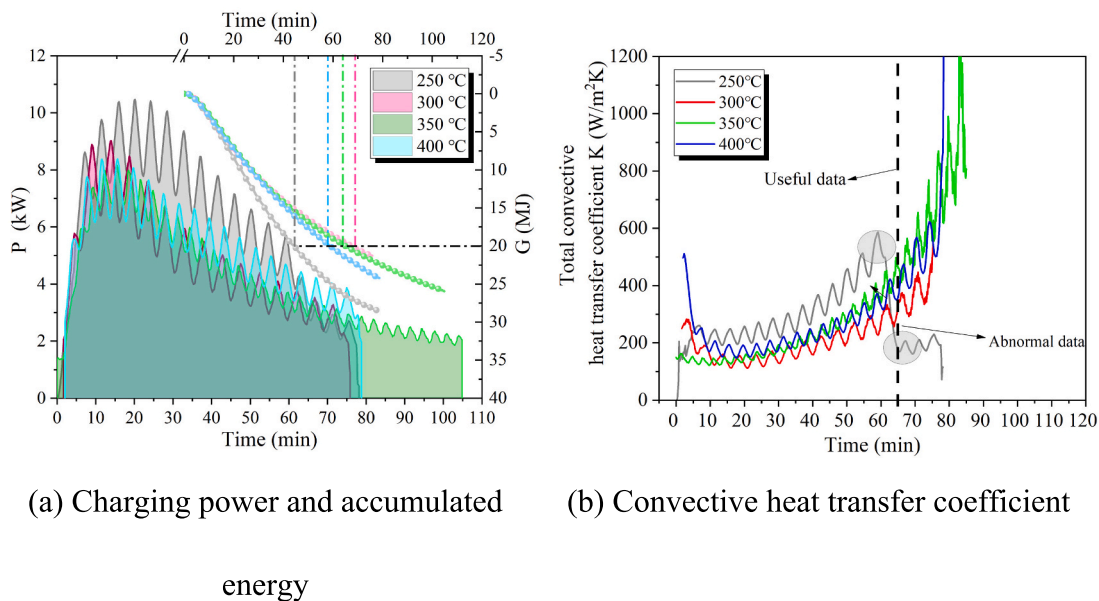 Time (min)
0 20 40 60 80 100 120
12 10 8 6 4 2 0
P (kW)
-5 0 5 10 15 20 25 30 35 40
G (MJ)
250 ℃
300 ℃
350 ℃
400 ℃
0 10 20 30 40 50 60 70 80 90 100 110
Time (min)
1200 1000 800 600 400 200 0
Total convective
heat transfer coefficient K (W/m²K)
250℃
300℃
350℃
400℃
Useful data
Abnormal data
0 10 20 30 40 50 60 70 80 90 100 110 120
Time (min)
(a) Charging power and accumulated
energy
(b) Convective heat transfer coefficient